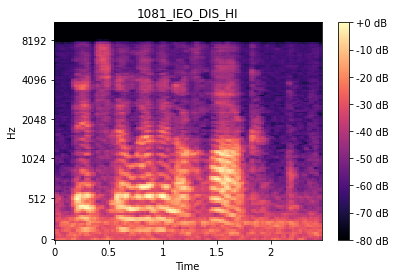 1081_IEO_DIS_HI
8192
4096
2048
1024
512
0
Hz
0
0.5
1
1.5
2
Time
+0 dB
-10 dB
-20 dB
-30 dB
-40 dB
-50 dB
-60 dB
-70 dB
-80 dB